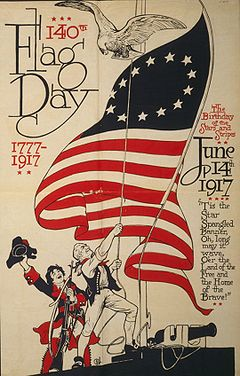 140th
Flag
Day
1777-
1917
The
Birthday
of the
Stars and
Stripes
June
14th
1917
"'Tis the
Star
Spangled
Banner,
Oh, long
may it
wave,
O'er the
Land of the
Free and
the Home
of the
Brave!"